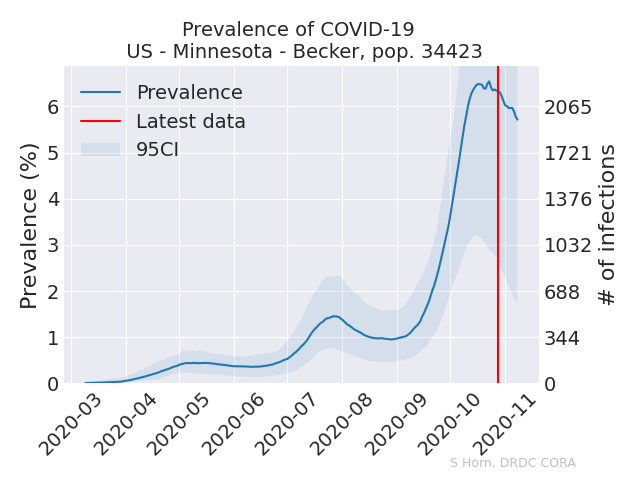 Prevalence of COVID-19
US - Minnesota - Becker, pop. 34423
Prevalence
Latest data
95CI
Prevalence (%)
6
5
4
3
2
1
0
2065
1721
1376
1032
688
344
0
# of infections
2020-03
2020-04
2020-05
2020-06
2020-07
2020-08
2020-09
2020-10
2020-11
S Horn, DRDC CORA